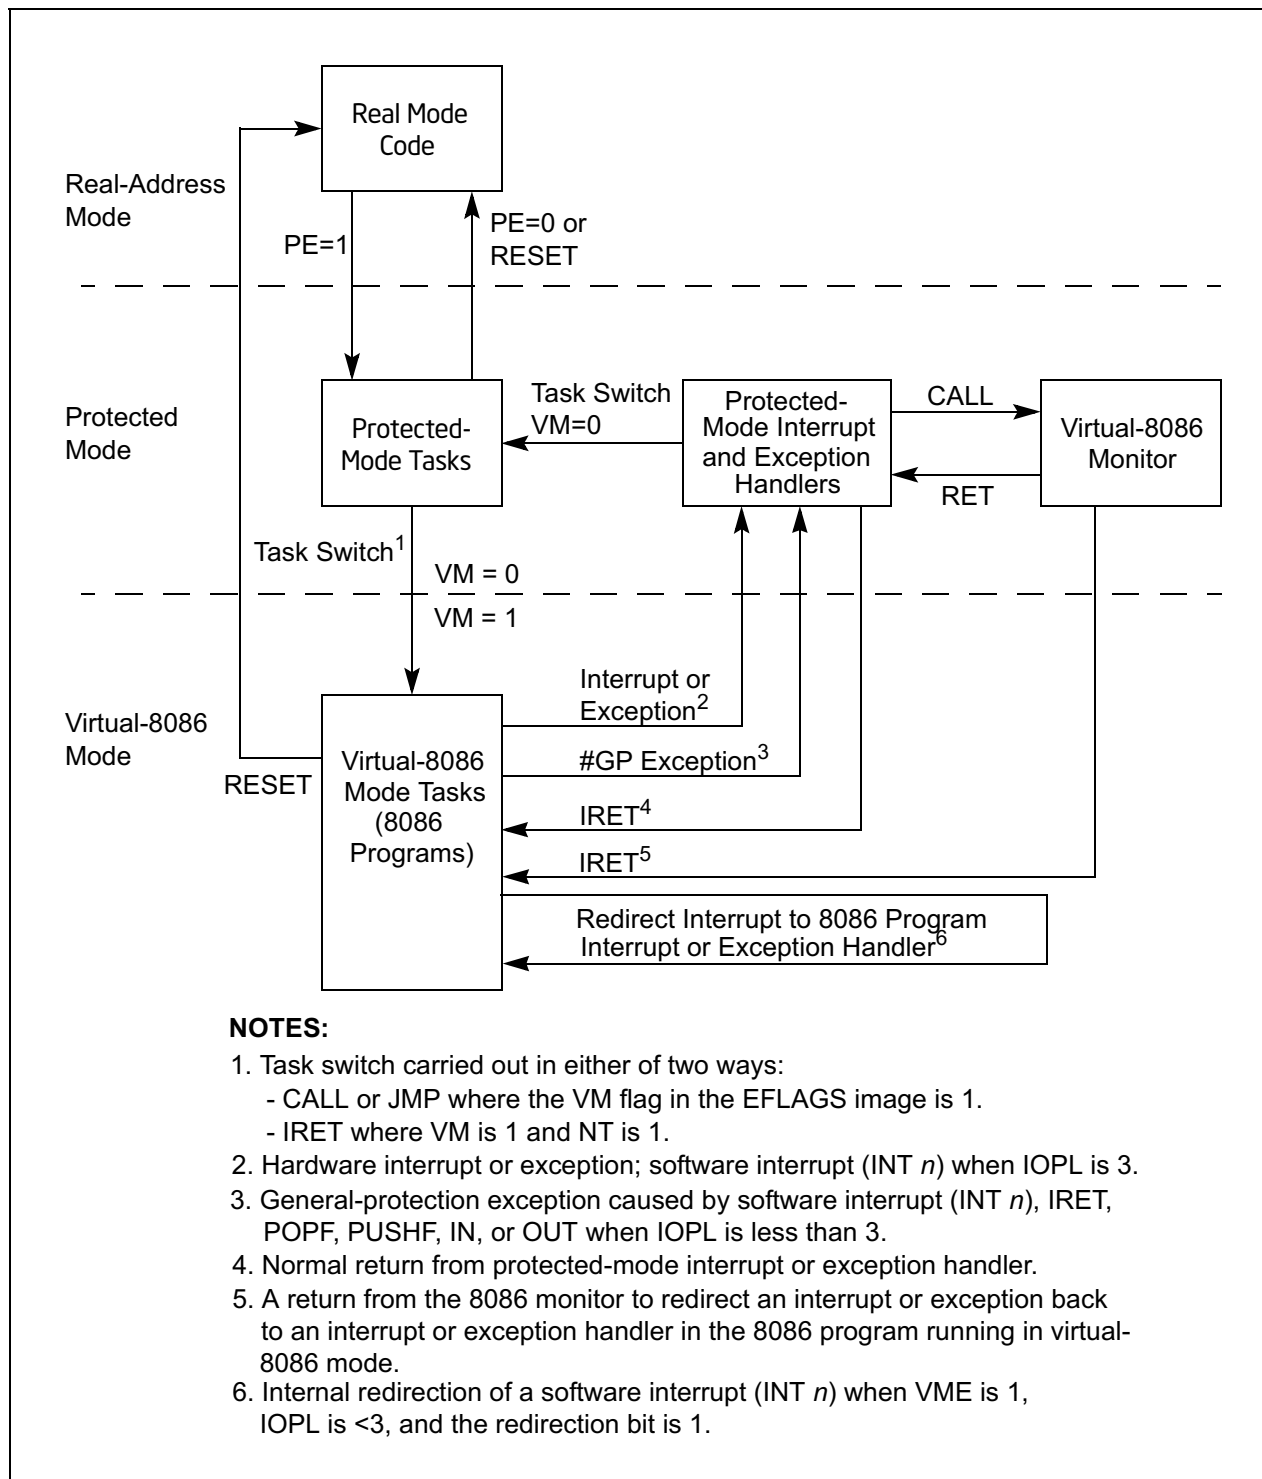 Real Mode
Code
Real-Address
Mode
PE=1
PE=0 or
RESET
Protected
Mode
Protected-
Mode Tasks
Task Switch
VM=0
Protected-
Mode Interrupt
and Exception
Handlers
CALL
RET
Virtual-8086
Monitor
Task Switch1
VM = 0
VM = 1
Virtual-8086
Mode
RESET
Virtual-8086
Mode Tasks
(8086
Programs)
Interrupt or
Exception2
#GP Exception3
IRET4
IRET5
Redirect Interrupt to 8086 Program
Interrupt or Exception Handler6
NOTES:
1. Task switch carried out in either of two ways:
- CALL or JMP where the VM flag in the EFLAGS image is 1.
- IRET where VM is 1 and NT is 1.
2. Hardware interrupt or exception; software interrupt (INT n) when IOPL is 3.
3. General-protection exception caused by software interrupt (INT n), IRET,
POPF, PUSHF, IN, or OUT when IOPL is less than 3.
4. Normal return from protected-mode interrupt or exception handler.
5. A return from the 8086 monitor to redirect an interrupt or exception back
to an interrupt or exception handler in the 8086 program running in virtual-
8086 mode.
6. Internal redirection of a software interrupt (INT n) when VME is 1,
IOPL is <3, and the redirection bit is 1.